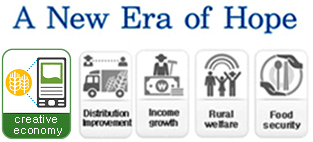 A New Era of Hope
creative
economy
Distribution
Improvement
Income
growth
Rural
welfare
Food
security